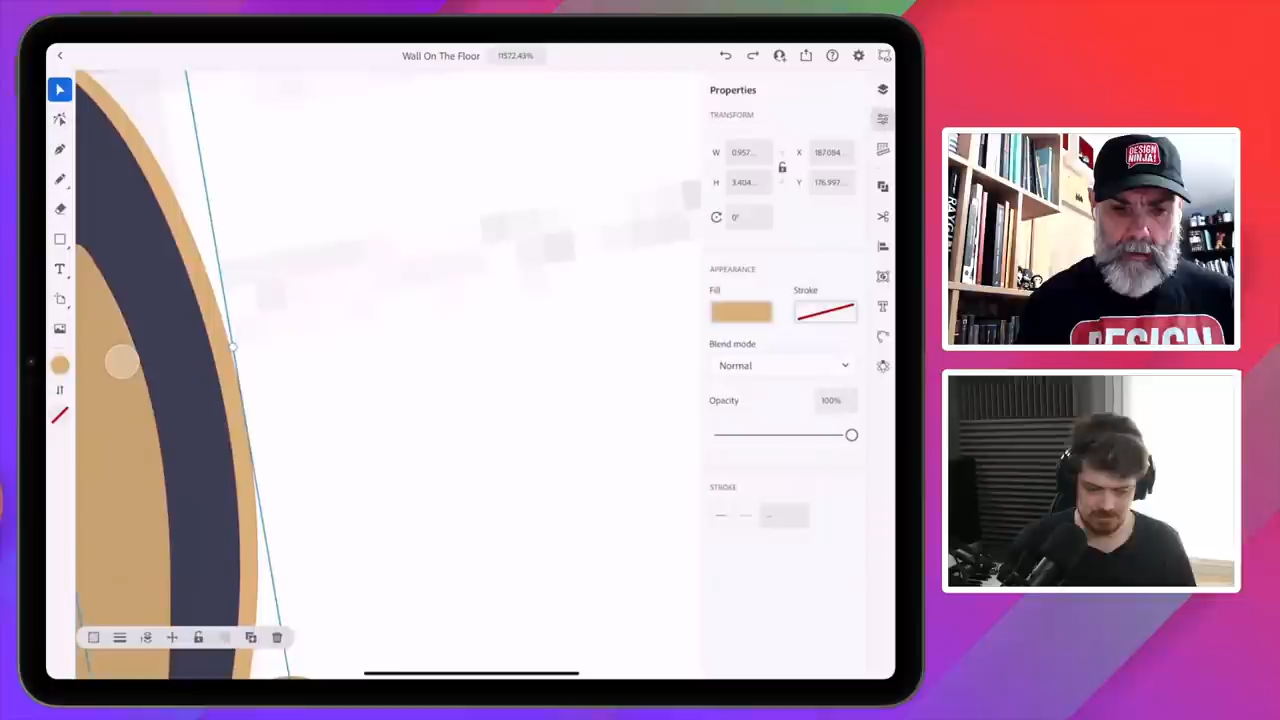 Wall On The Floor
11572.43%
Properties
TRANSFORM
W 0.957... X 187.084...
H 3.404... Y 176.997...
0°
APPEARANCE
Fill Stroke
Blend mode
Normal
Opacity 100%
STROKE
T
DESIGN
NINJA!
DESIGN
RAYGUN